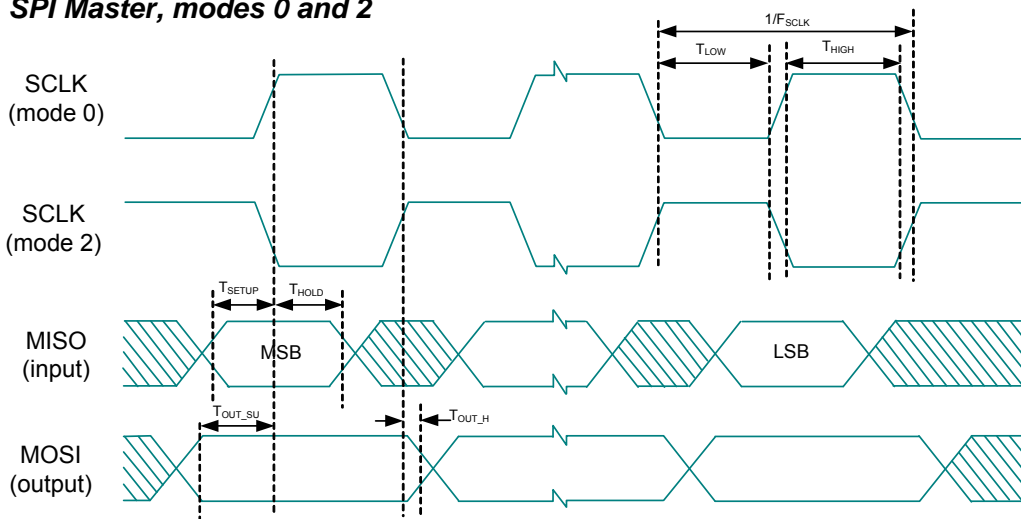 SPI Master, modes 0 and 2
1/FSCLK
TLOW
THIGH
SCLK
(mode 0)
SCLK
(mode 2)
TSETUP
THOLD
MISO
(input)
MSB
LSB
TOUT_SU
TOUT_H
MOSI
(output)